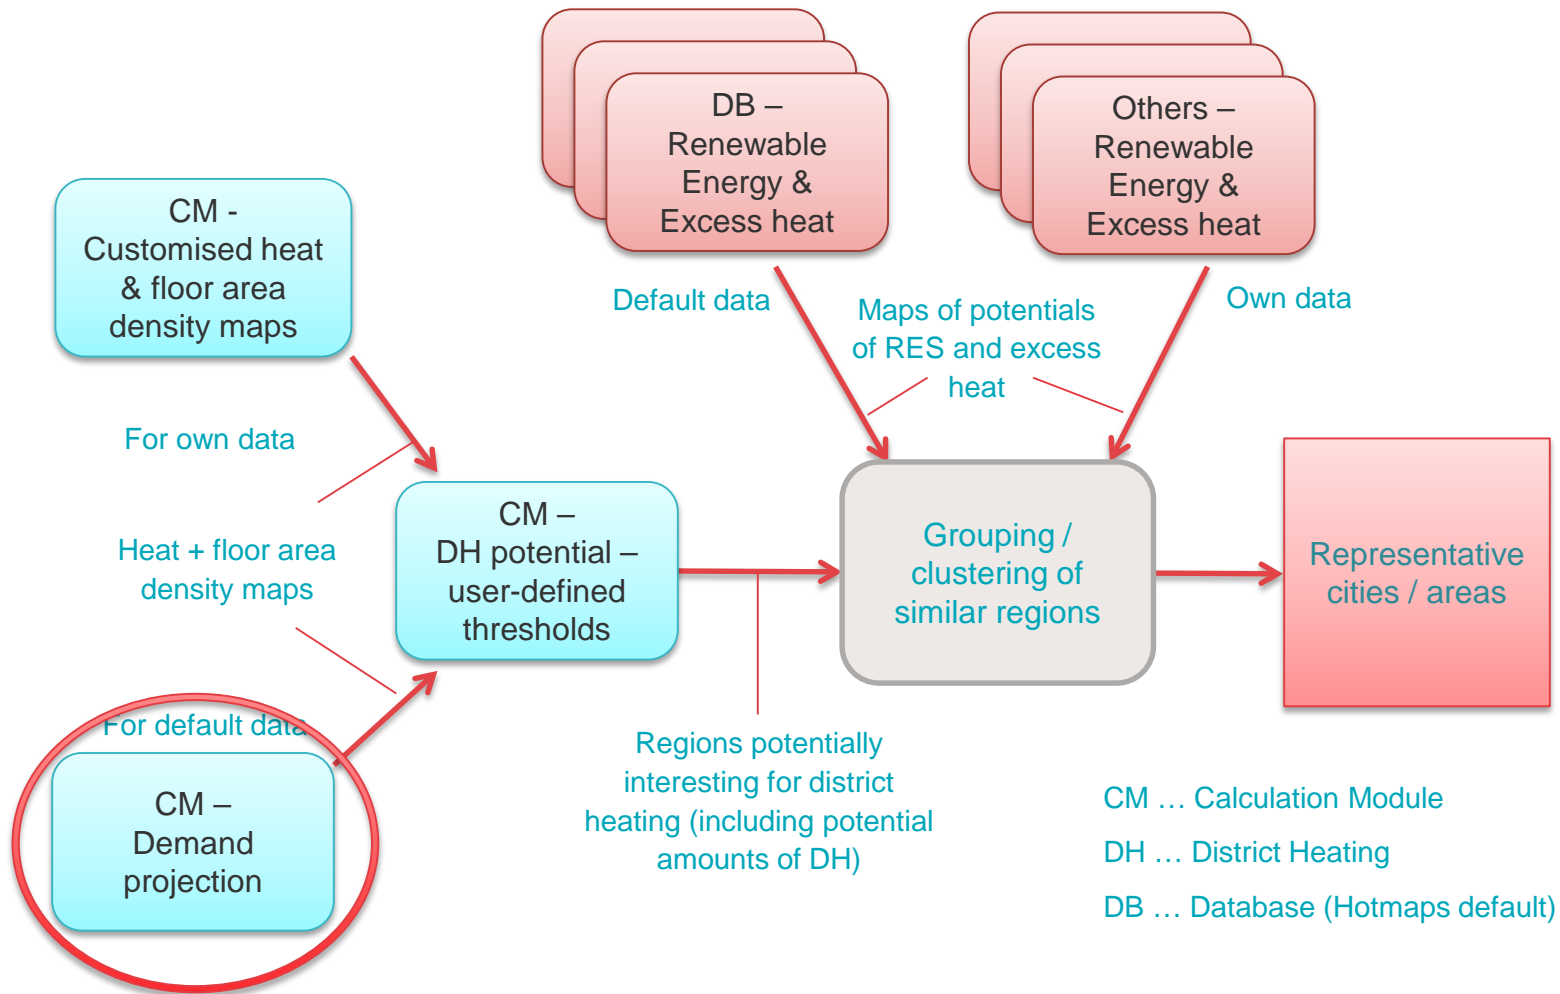 DB –
Renewable
Energy &
Excess heat
Others –
Renewable
Energy &
Excess heat
CM -
Customised heat
& floor area
density maps
Default data
Maps of potentials
of RES and excess
heat
Own data
For own data
Heat + floor area
density maps
CM –
DH potential –
user-defined
thresholds
Grouping /
clustering of
similar regions
Representative
cities / areas
For default data
CM –
Demand
projection
Regions potentially
interesting for district
heating (including potential
amounts of DH)
CM … Calculation Module
DH … District Heating
DB … Database (Hotmaps default)